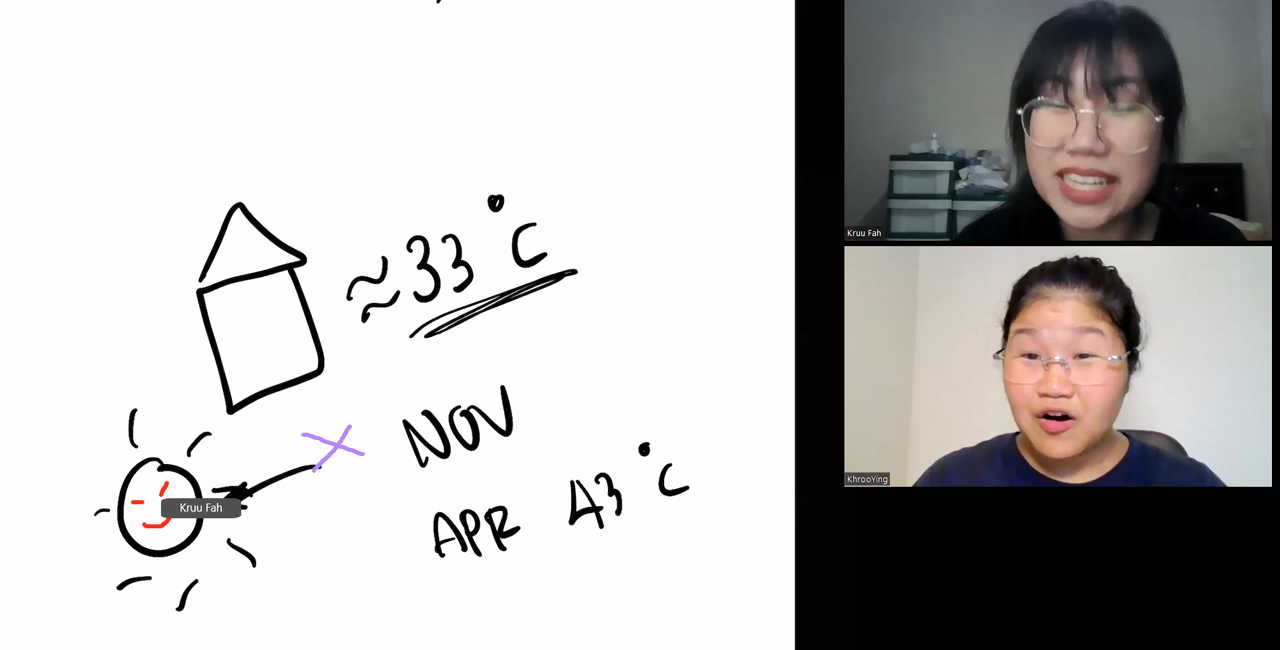 ≈33°C
NOV
APR 43°C
Kruu Fah
Kruu Fah
KhrooYing